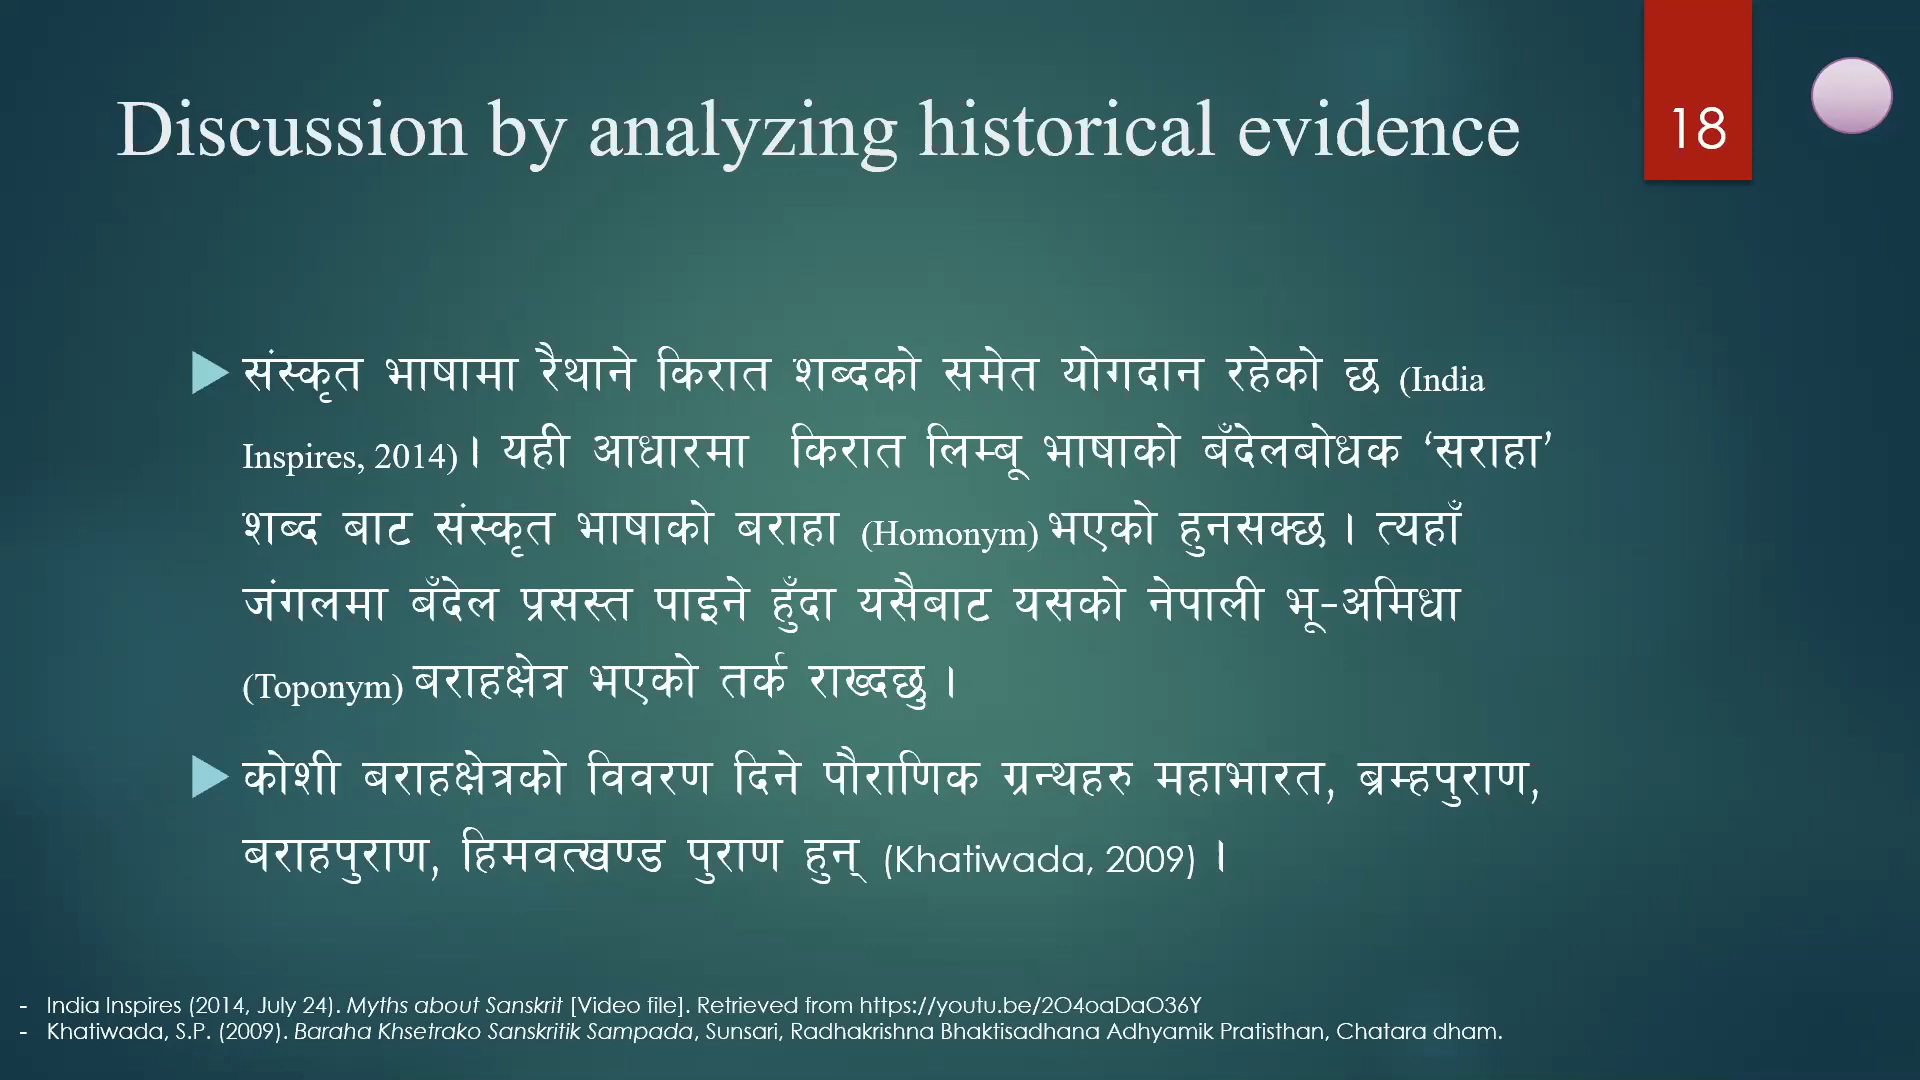 Discussion by analyzing historical evidence
18
संस्कृत भाषामा रैथाने किरात शब्दको समेत योगदान रहेको छ (India
Inspires, 2014) । यही आधारमा किरात लिम्बू भाषाको बँदेलबोधक ‘सराहा’
शब्द बाट संस्कृत भाषाको बराहा (Homonym) भएको हुनसक्छ । त्यहाँ
जंगलमा बँदेल प्रसस्त पाइने हुँदा यसैबाट यसको नेपाली भू-अमिधा
(Toponym) बराहक्षेत्र भएको तर्क राख्दछु ।
कोशी बराहक्षेत्रको विवरण दिने पौराणिक ग्रन्थहरु महाभारत, ब्रम्हपुराण,
बराहपुराण, हिमवत्खण्ड पुराण हुन् (Khatiwada, 2009) ।
- India Inspires (2014, July 24). Myths about Sanskrit [Video file]. Retrieved from https://youtu.be/2O4oaDaO36Y
- Khatiwada, S.P. (2009). Baraha Khsetrako Sanskritik Sampada, Sunsari, Radhakrishna Bhaktisadhana Adhyamik Pratisthan, Chatara dham.